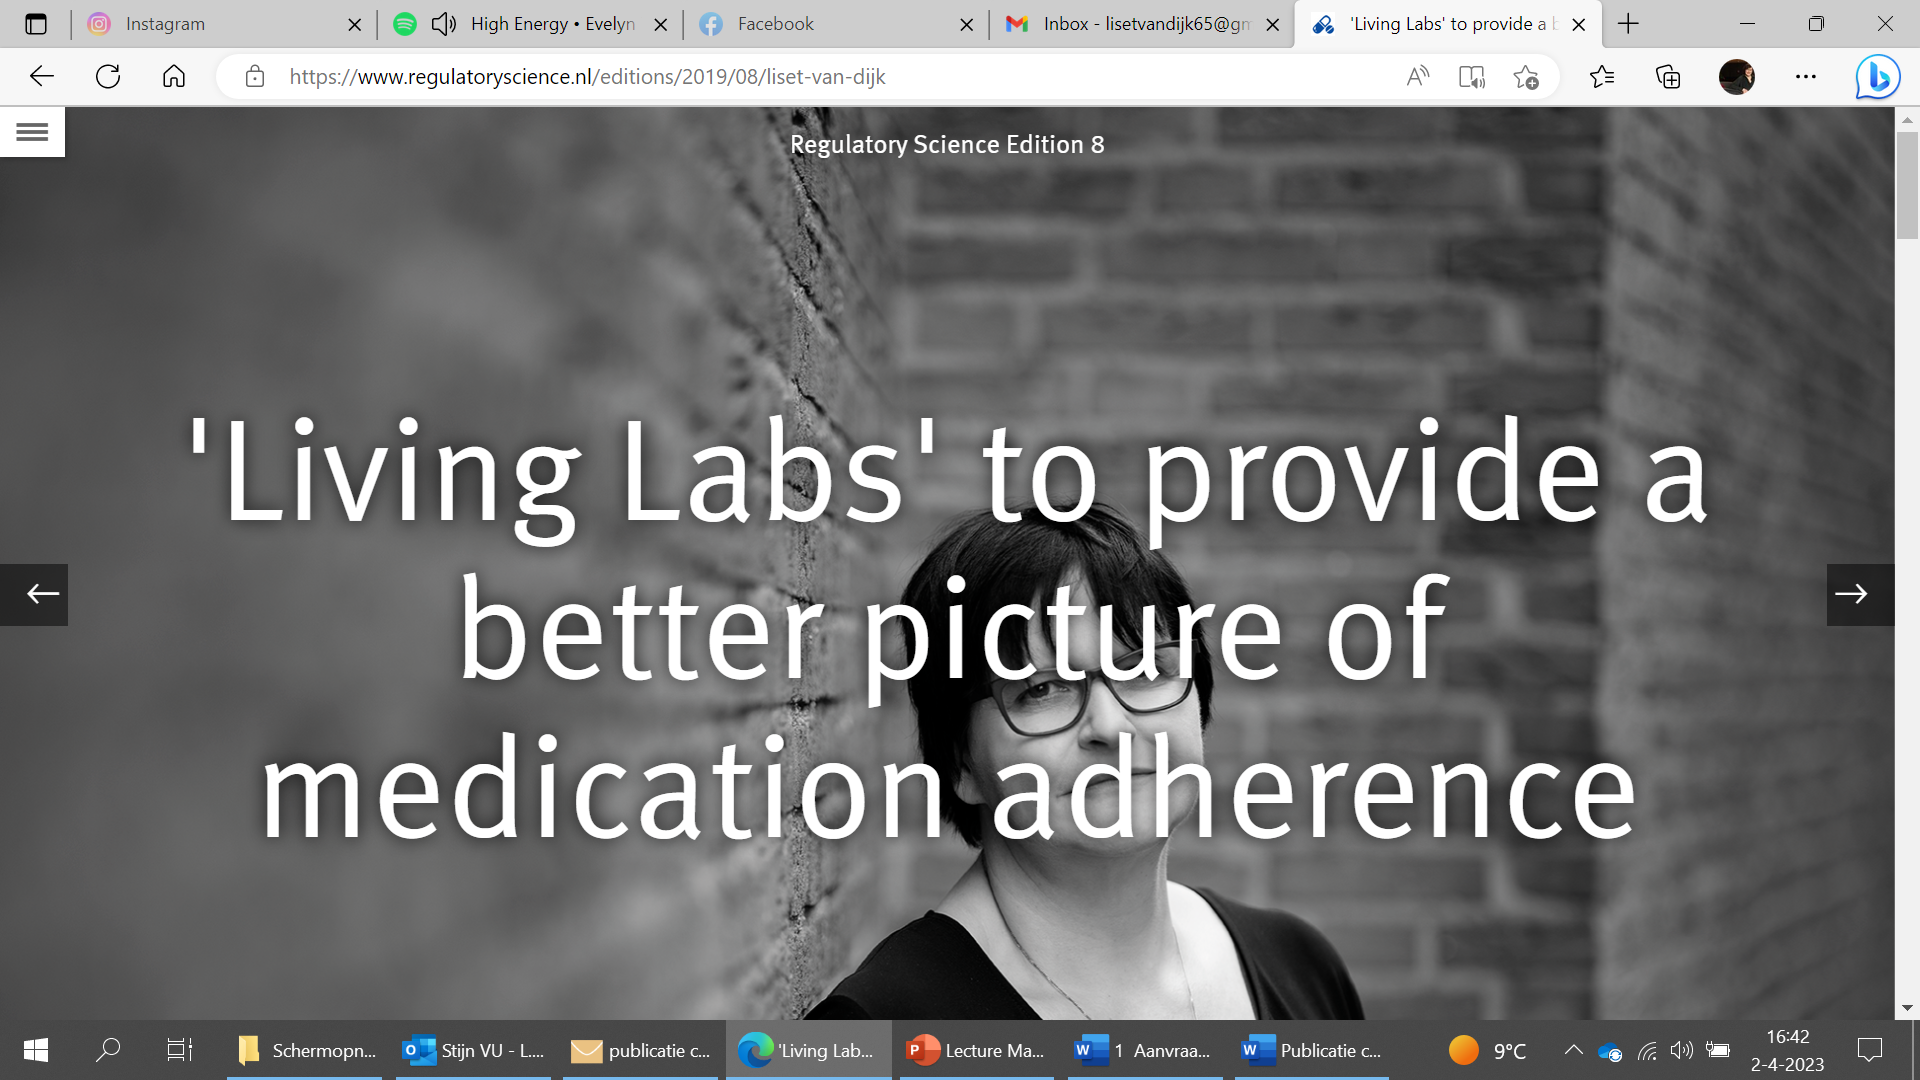 Instagram
High Energy • Evelyn
Facebook
Inbox - lisetvandijk65@gm
'Living Labs' to provide a b
https://www.regulatoryscience.nl/editions/2019/08/liset-van-dijk
Regulatory Science Edition 8
'Living Labs' to provide a
better picture of
medication adherence
Schermopn...
Stijn VU - L....
publicatie c...
'Living Lab...
Lecture Ma...
1 Aanvraa...
Publicatie c...
9°C
16:42
2-4-2023